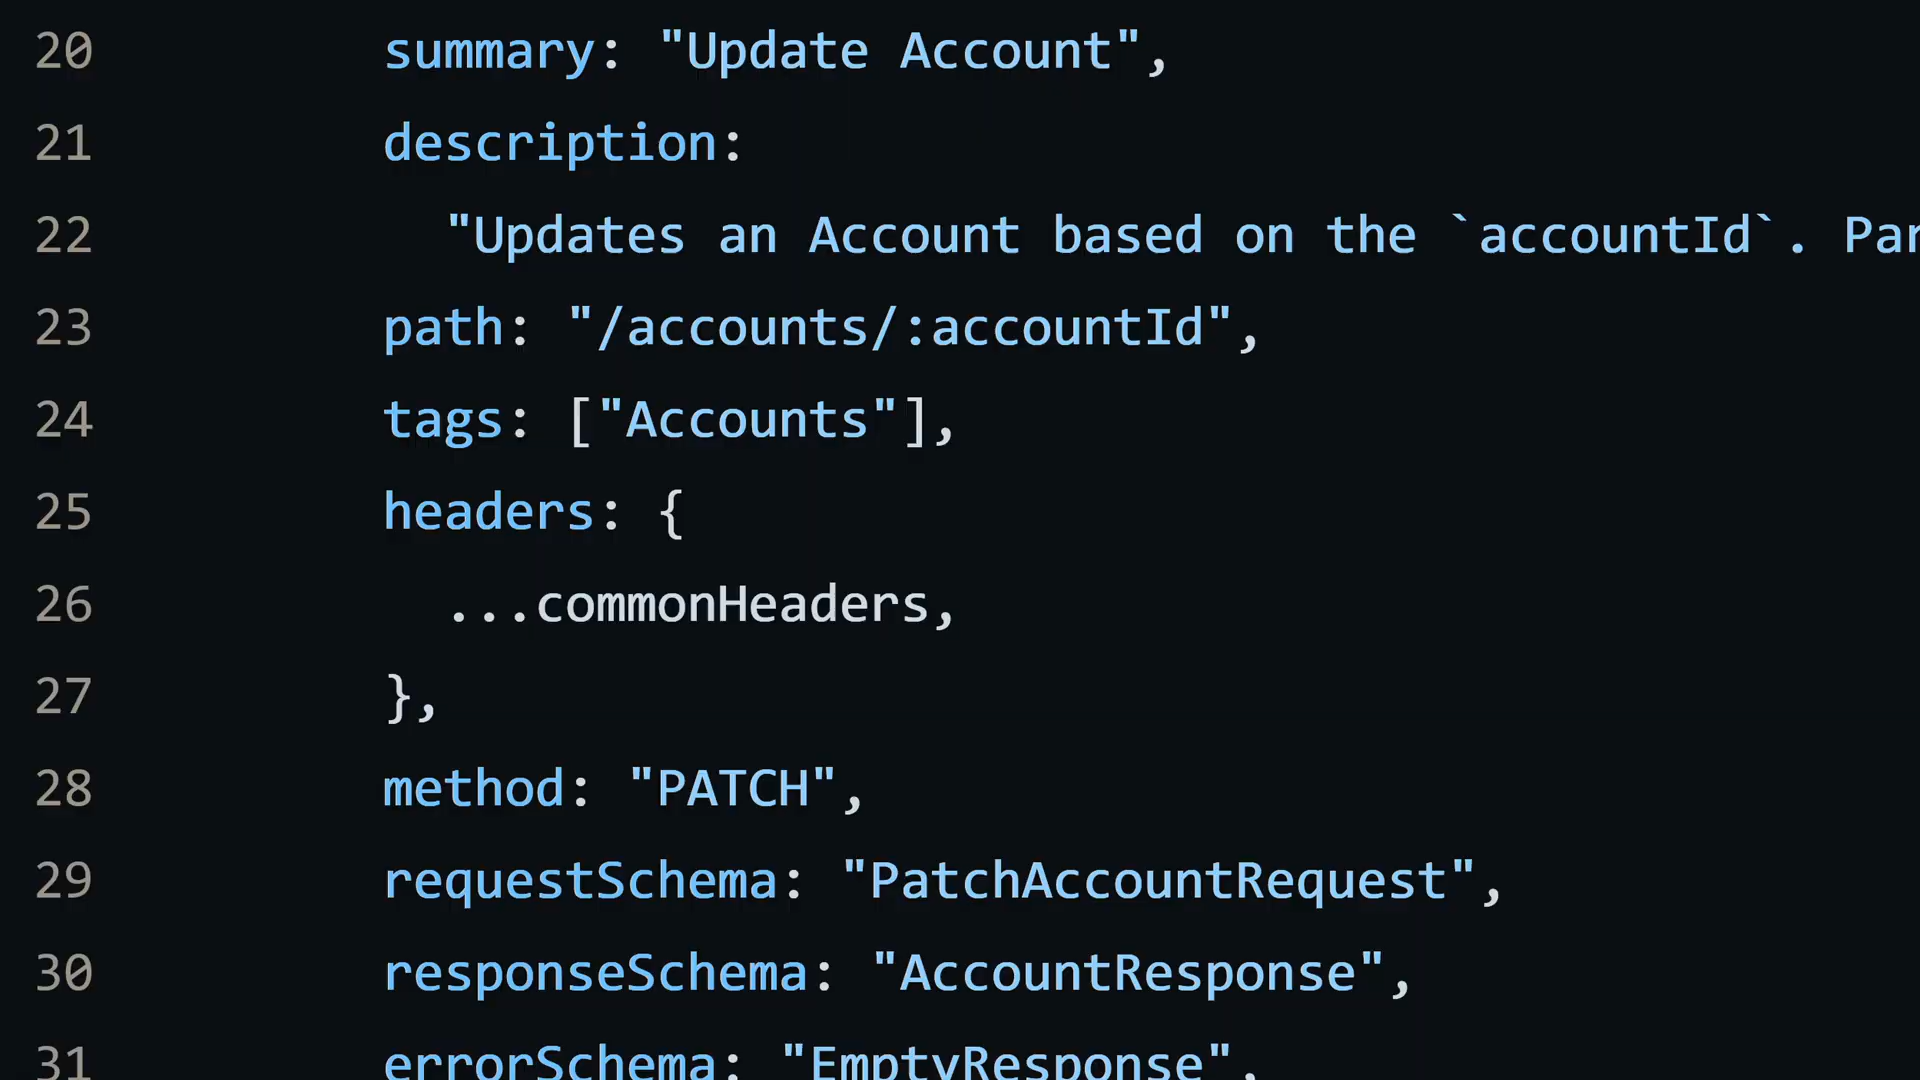 20 summary: "Update Account",
21 description:
22 "Updates an Account based on the `accountId`. Par
23 path: "/accounts/:accountId",
24 tags: ["Accounts"],
25 headers: {
26 ...commonHeaders,
27 },
28 method: "PATCH",
29 requestSchema: "PatchAccountRequest",
30 responseSchema: "AccountResponse",
31 errorSchema: "EmptyResponse",